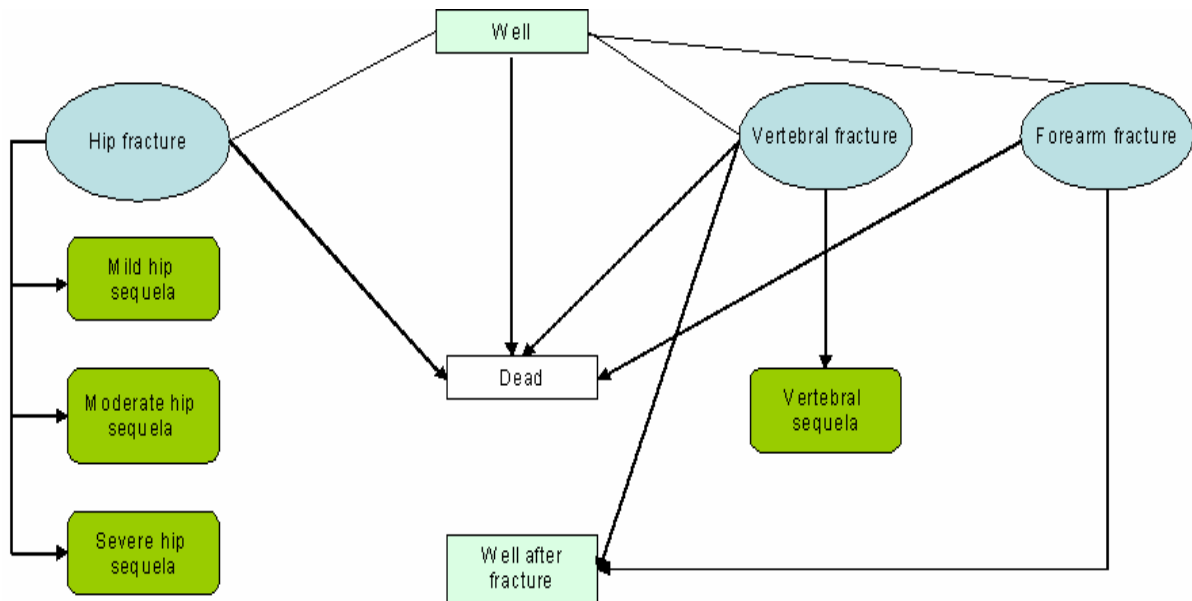 Well
Hip fracture
Vertebral fracture
Forearm fracture
Mild hip
sequela
Dead
Moderate hip
sequela
Vertebral
sequela
Severe hip
sequela
Well after
fracture